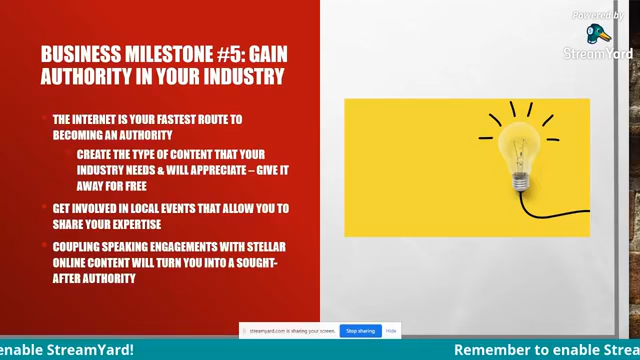 Powered by
StreamYard
BUSINESS MILESTONE #5: GAIN
AUTHORITY IN YOUR INDUSTRY
THE INTERNET IS YOUR FASTEST ROUTE TO
BECOMING AN AUTHORITY
CREATE THE TYPE OF CONTENT THAT YOUR
INDUSTRY NEEDS & WILL APPRECIATE – GIVE IT
AWAY FOR FREE
GET INVOLVED IN LOCAL EVENTS THAT ALLOW YOU TO
SHARE YOUR EXPERTISE
COUPLING SPEAKING ENGAGEMENTS WITH STELLAR
ONLINE CONTENT WILL TURN YOU INTO A SOUGHT-
AFTER AUTHORITY
streamyard.com is sharing your screen.
Stop sharing
Hide
enable StreamYard!
Remember to enable Strea